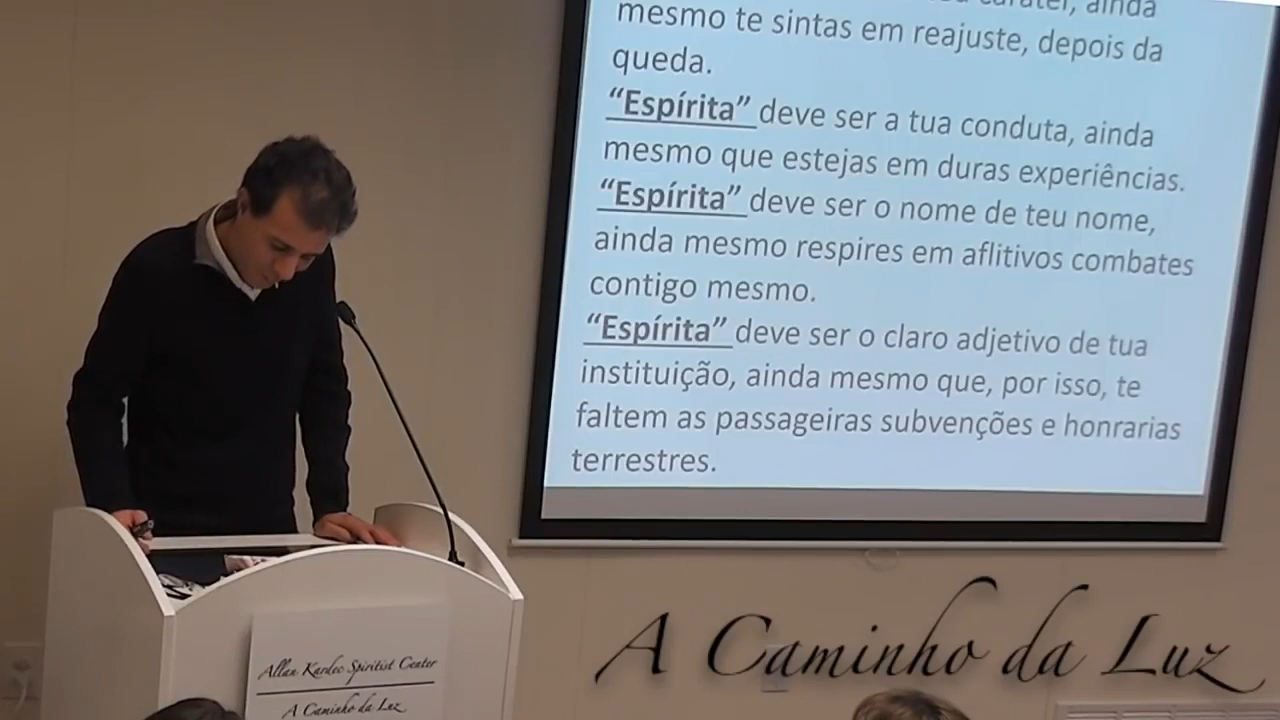 caráter, ainda
mesmo te sintas em reajuste, depois da
queda.
“Espírita” deve ser a tua conduta, ainda
mesmo que estejas em duras experiências.
“Espírita” deve ser o nome de teu nome,
ainda mesmo respires em aflitivos combates
contigo mesmo.
“Espírita” deve ser o claro adjetivo de tua
instituição, ainda mesmo que, por isso, te
faltem as passageiras subvenções e honrarias
terrestres.
A Caminho da Luz
Allan Kardec Spiritist Center
A Caminho da Luz